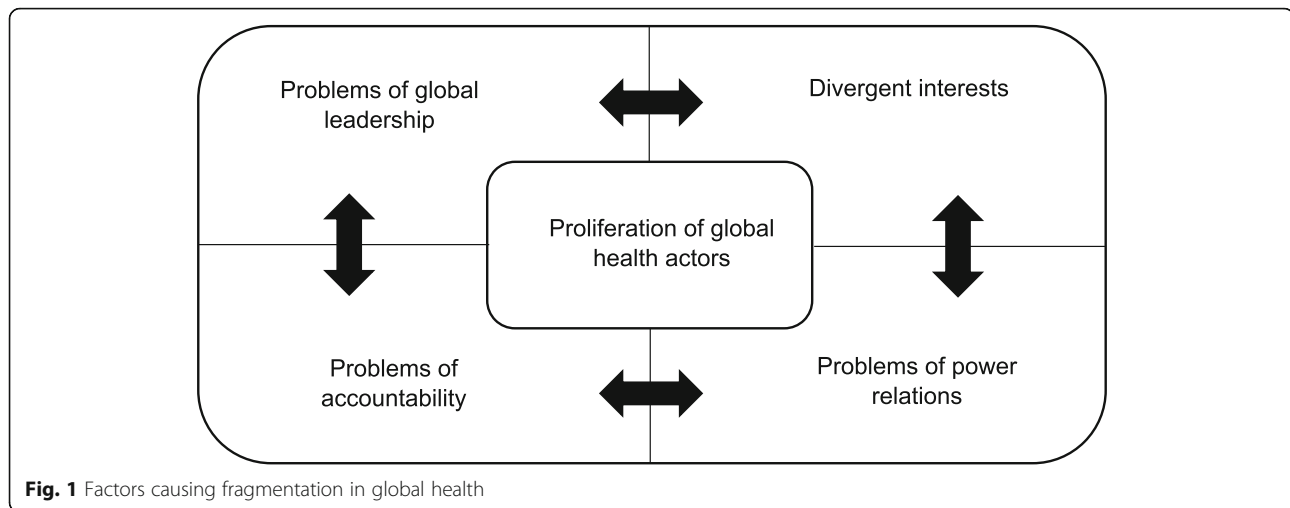 Problems of global
leadership
Divergent interests
Proliferation of global
health actors
Problems of
accountability
Problems of power
relations
Fig. 1 Factors causing fragmentation in global health